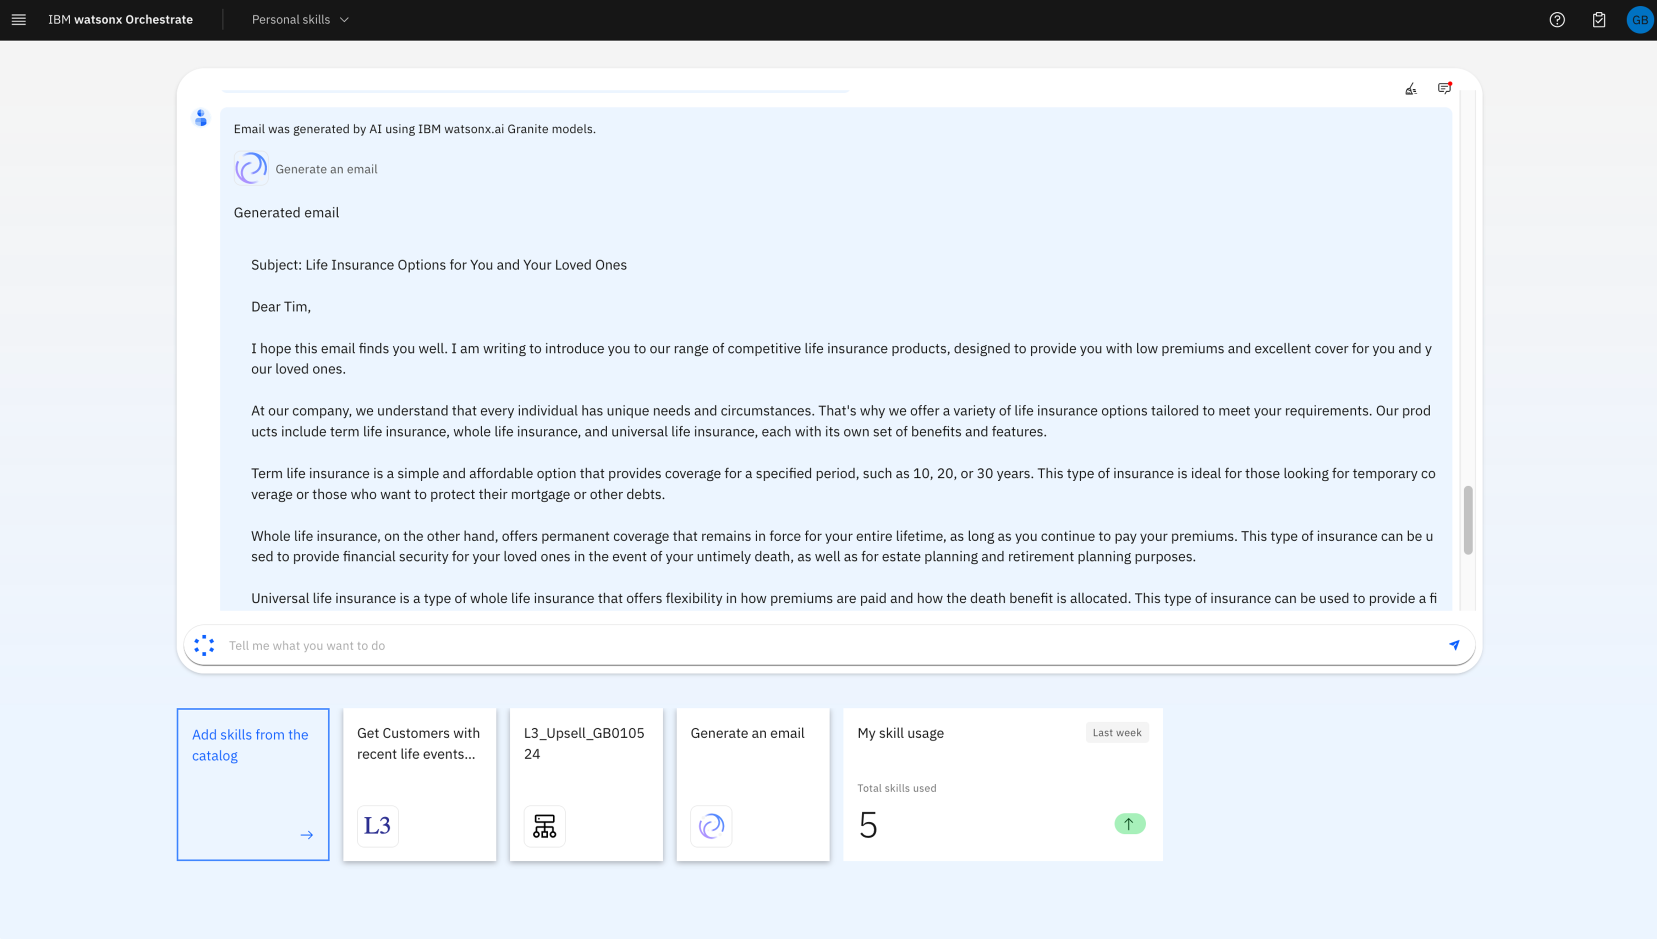 IBM watsonx Orchestrate
Personal skills
GB
Email was generated by AI using IBM watsonx.ai Granite models.
Generate an email
Generated email
Subject: Life Insurance Options for You and Your Loved Ones
Dear Tim,
I hope this email finds you well. I am writing to introduce you to our range of competitive life insurance products, designed to provide you with low premiums and excellent cover for you and y
our loved ones.
At our company, we understand that every individual has unique needs and circumstances. That's why we offer a variety of life insurance options tailored to meet your requirements. Our prod
ucts include term life insurance, whole life insurance, and universal life insurance, each with its own set of benefits and features.
Term life insurance is a simple and affordable option that provides coverage for a specified period, such as 10, 20, or 30 years. This type of insurance is ideal for those looking for temporary co
verage or those who want to protect their mortgage or other debts.
Whole life insurance, on the other hand, offers permanent coverage that remains in force for your entire lifetime, as long as you continue to pay your premiums. This type of insurance can be u
sed to provide financial security for your loved ones in the event of your untimely death, as well as for estate planning and retirement planning purposes.
Universal life insurance is a type of whole life insurance that offers flexibility in how premiums are paid and how the death benefit is allocated. This type of insurance can be used to provide a fi
Tell me what you want to do
Add skills from the
catalog
Get Customers with
recent life events...
L3
L3_Upsell_GB0105
24
Generate an email
My skill usage
Last week
Total skills used
5